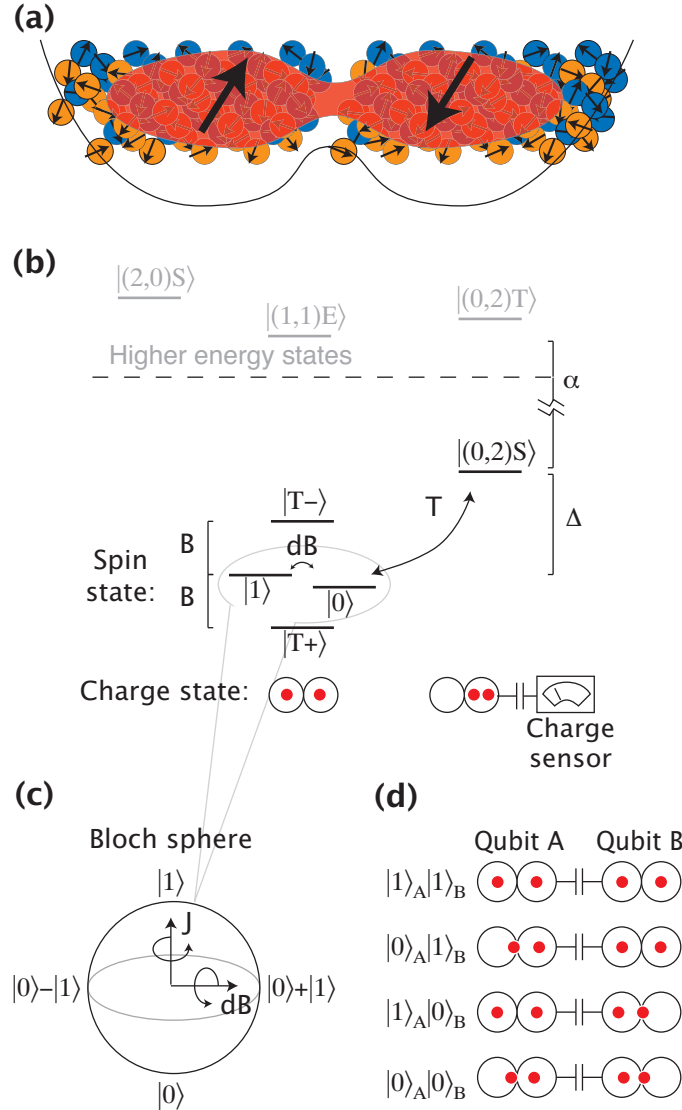 (a)
(b)
|(2,0)S⟩
|(1,1)E⟩
|(0,2)T⟩
Higher energy states
α
|(0,2)S⟩
T
Δ
|T−⟩
B
dB
Spin state:
|1⟩
|0⟩
B
|T+⟩
Charge state:
Charge sensor
(c)
Bloch sphere
|1⟩
J
|0⟩−|1⟩
|0⟩+|1⟩
dB
|0⟩
(d)
Qubit A
Qubit B
|1⟩A|1⟩B
|0⟩A|1⟩B
|1⟩A|0⟩B
|0⟩A|0⟩B